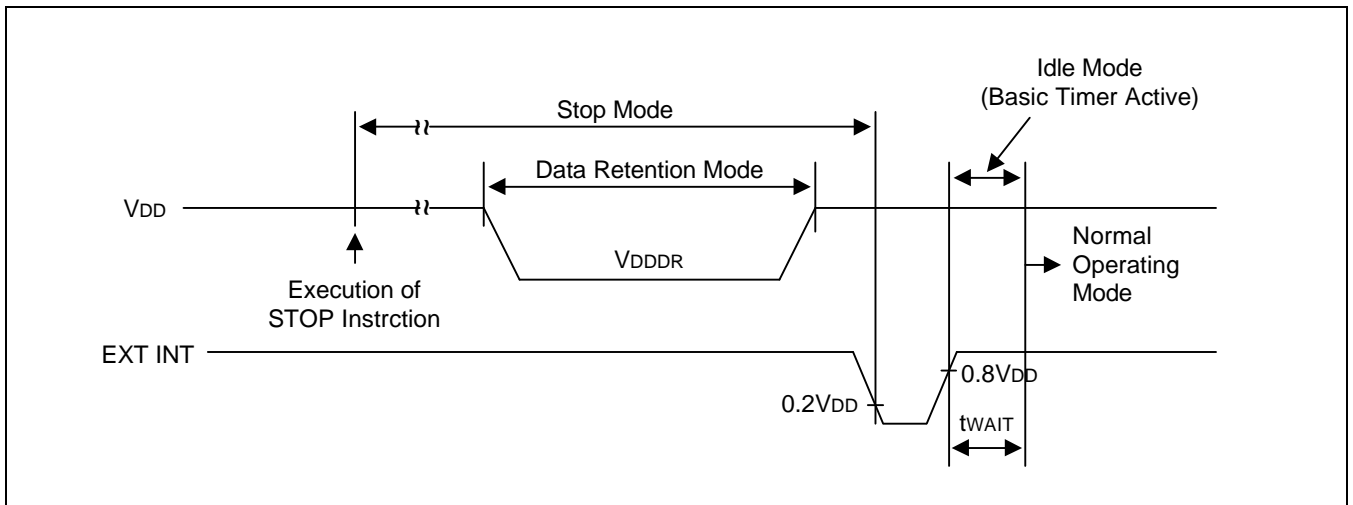 Idle Mode
(Basic Timer Active)
Stop Mode
Data Retention Mode
VDD
VDDDR
Normal
Operating
Mode
Execution of
STOP Instrction
EXT INT
0.8VDD
0.2VDD
tWAIT